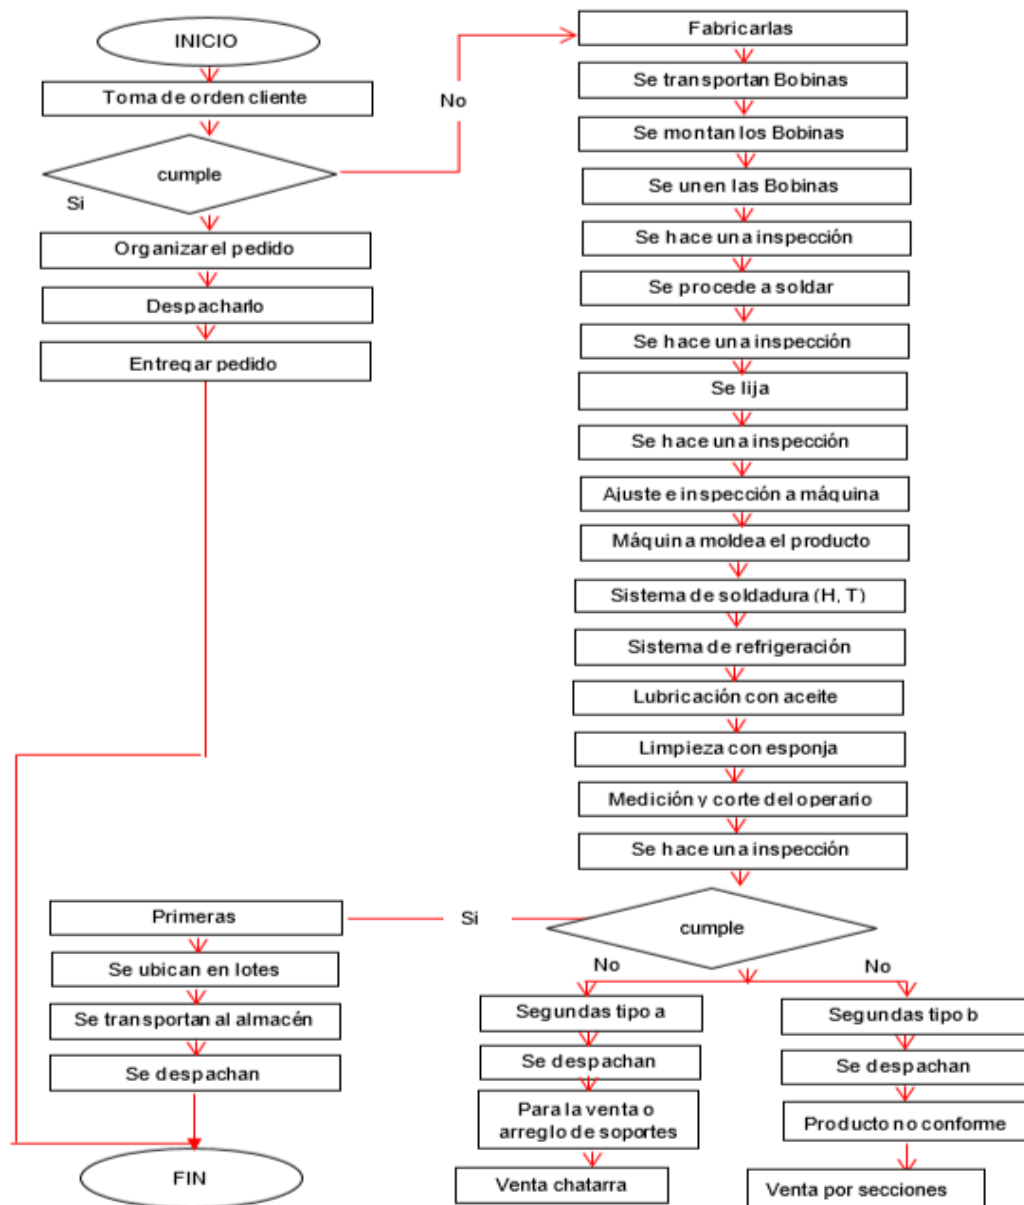 INICIO
Toma de orden cliente
cumple
Si
No
Organizar el pedido
Despacharlo
Entregar pedido
Fabricarlas
Se transportan Bobinas
Se montan los Bobinas
Se unen las Bobinas
Se hace una inspección
Se procede a soldar
Se hace una inspección
Se lija
Se hace una inspección
Ajuste e inspección a máquina
Máquina moldea el producto
Sistema de soldadura (H, T)
Sistema de refrigeración
Lubricación con aceite
Limpieza con esponja
Medición y corte del operario
Se hace una inspección
cumple
Si
Primeras
Se ubican en lotes
Se transportan al almacén
Se despachan
FIN
No
Segundas tipo a
Se despachan
Para la venta o
arreglo de soportes
Venta chatarra
No
Segundas tipo b
Se despachan
Producto no conforme
Venta por secciones